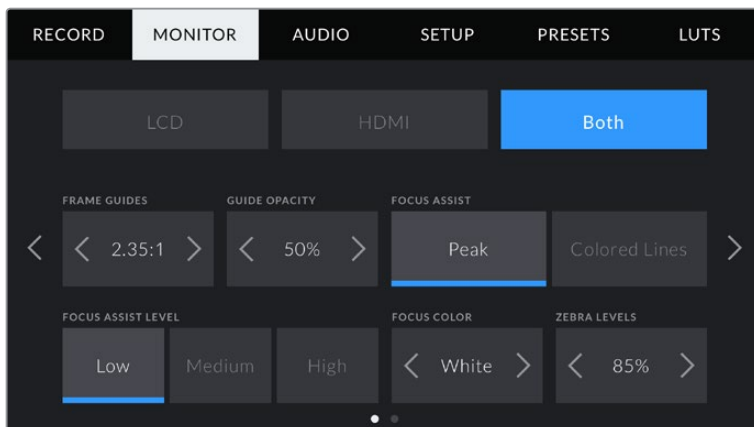 RECORD MONITOR AUDIO SETUP PRESETS LUTS
LCD HDMI Both
FRAME GUIDES GUIDE OPACITY FOCUS ASSIST
2.35:1 50% Peak Colored Lines
FOCUS ASSIST LEVEL FOCUS COLOR ZEBRA LEVELS
Low Medium High White 85%